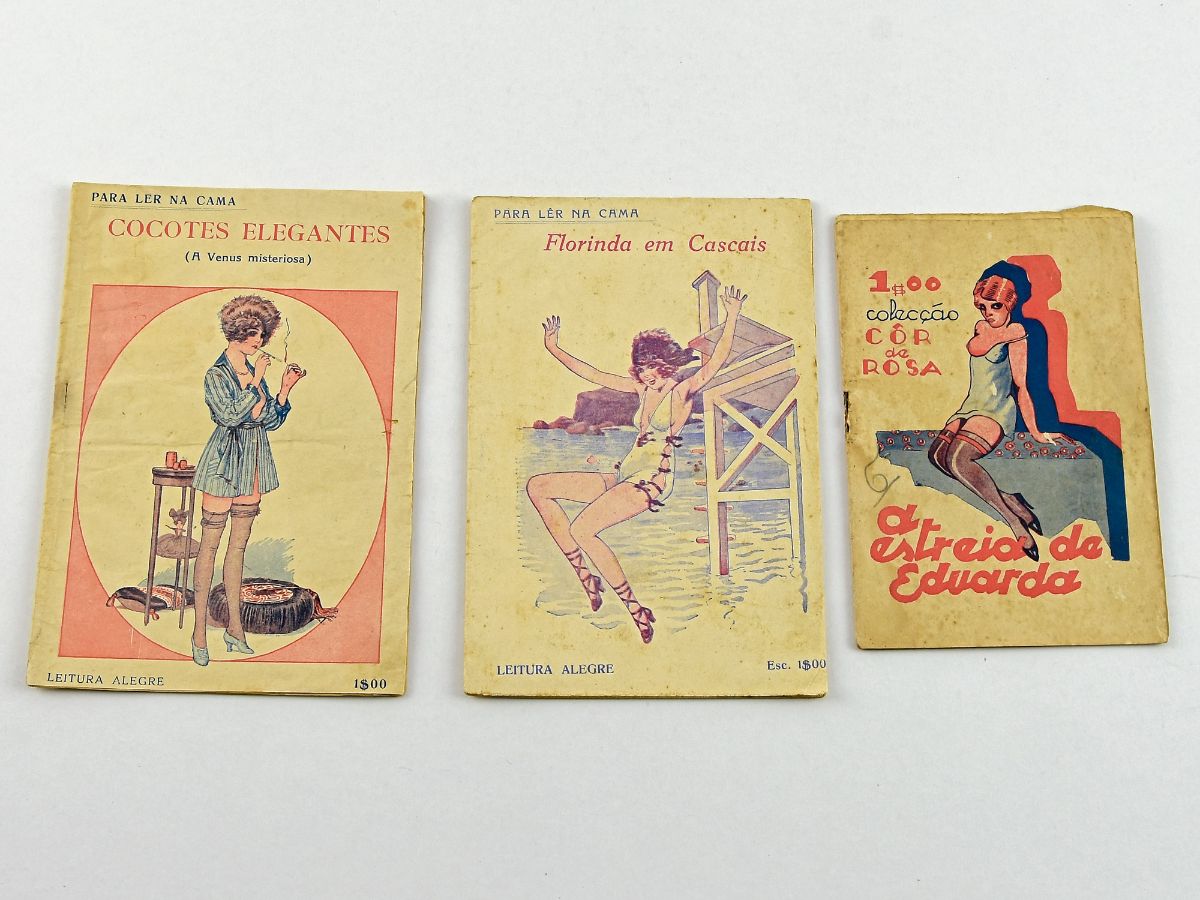 PARA LER NA CAMA
COCOTES ELEGANTES
(A Venus misteriosa)
LEITURA ALEGRE
1$00
PARA LÊR NA CAMA
Florinda em Cascais
LEITURA ALEGRE
Esc. 1$00
1$00
colecção
CÔR
de
ROSA
a
estreia de
Eduarda